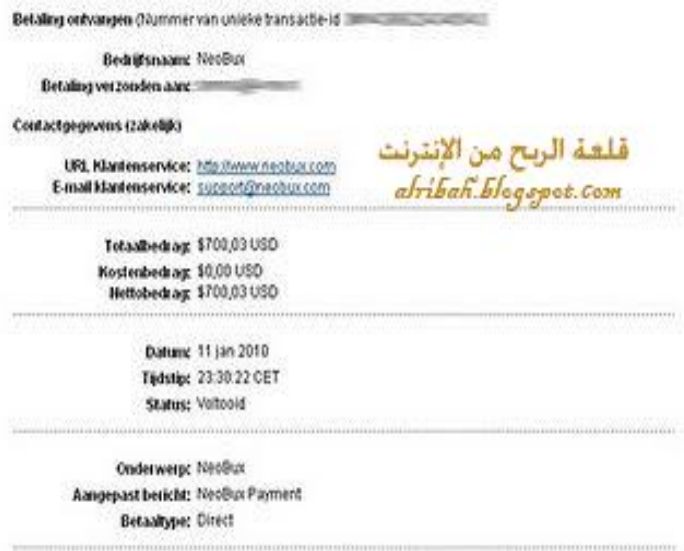 Betaling ontvangen (Nummer van unieke transactie-id
Bedrijfsnaam: NeoBux
Betaling verzonden aan:
Contactgegevens (zakelijk)
قلعة الربح من الإنترنت
alribah.blogspot.com
URL Klantenservice: http://www.neobux.com
E-mail klantenservice: support@neobux.com
Totaalbedrag: $700,03 USD
Kostenbedrag: $0,00 USD
Nettobedrag: $700,03 USD
Datum: 11 jan 2010
Tijdstip: 23:30:22 CET
Status: Voltooid
Onderwerp: NeoBux
Aangepast bericht: NeoBux Payment
Betaaltype: Direct